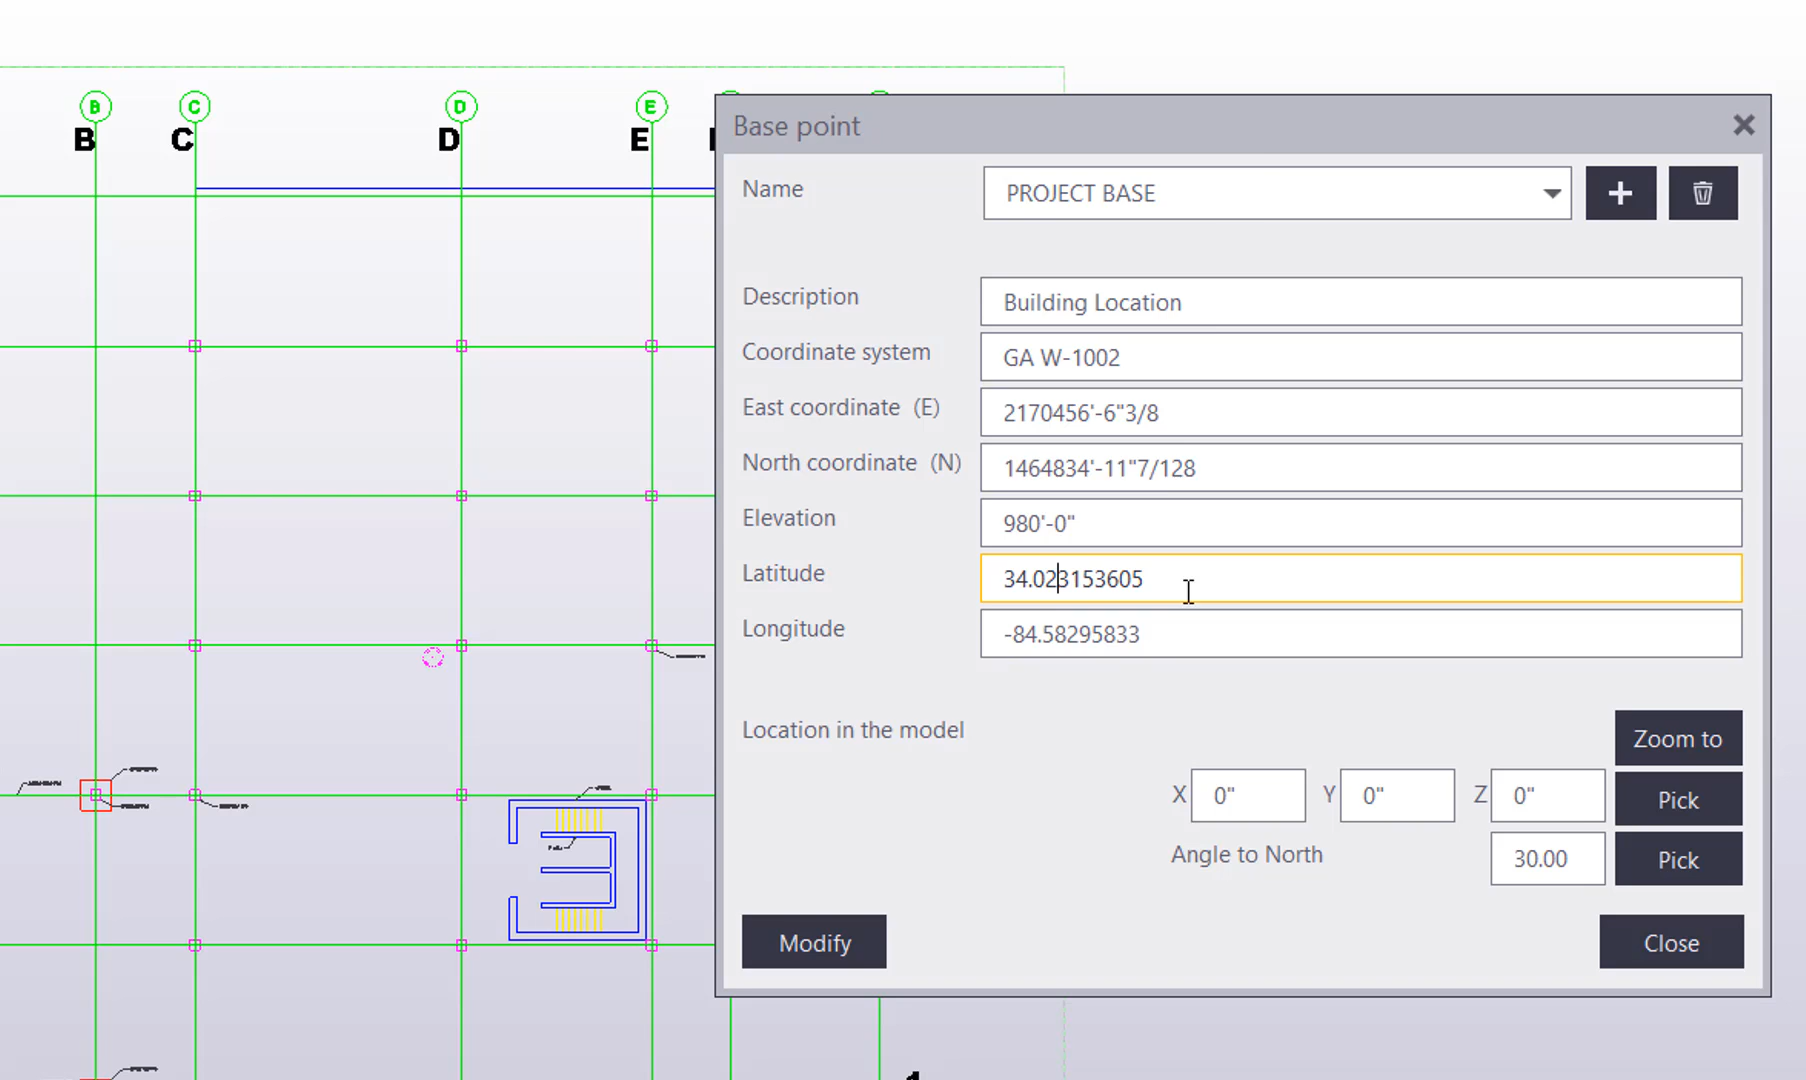 B
C
D
E
B
C
D
E
Base point
Name
PROJECT BASE
Description
Building Location
Coordinate system
GA W-1002
East coordinate (E)
2170456'-6"3/8
North coordinate (N)
1464834'-11"7/128
Elevation
980'-0"
Latitude
34.023153605
Longitude
-84.58295833
Location in the model
Zoom to
X
0"
Y
0"
Z
0"
Pick
Angle to North
30.00
Pick
Modify
Close